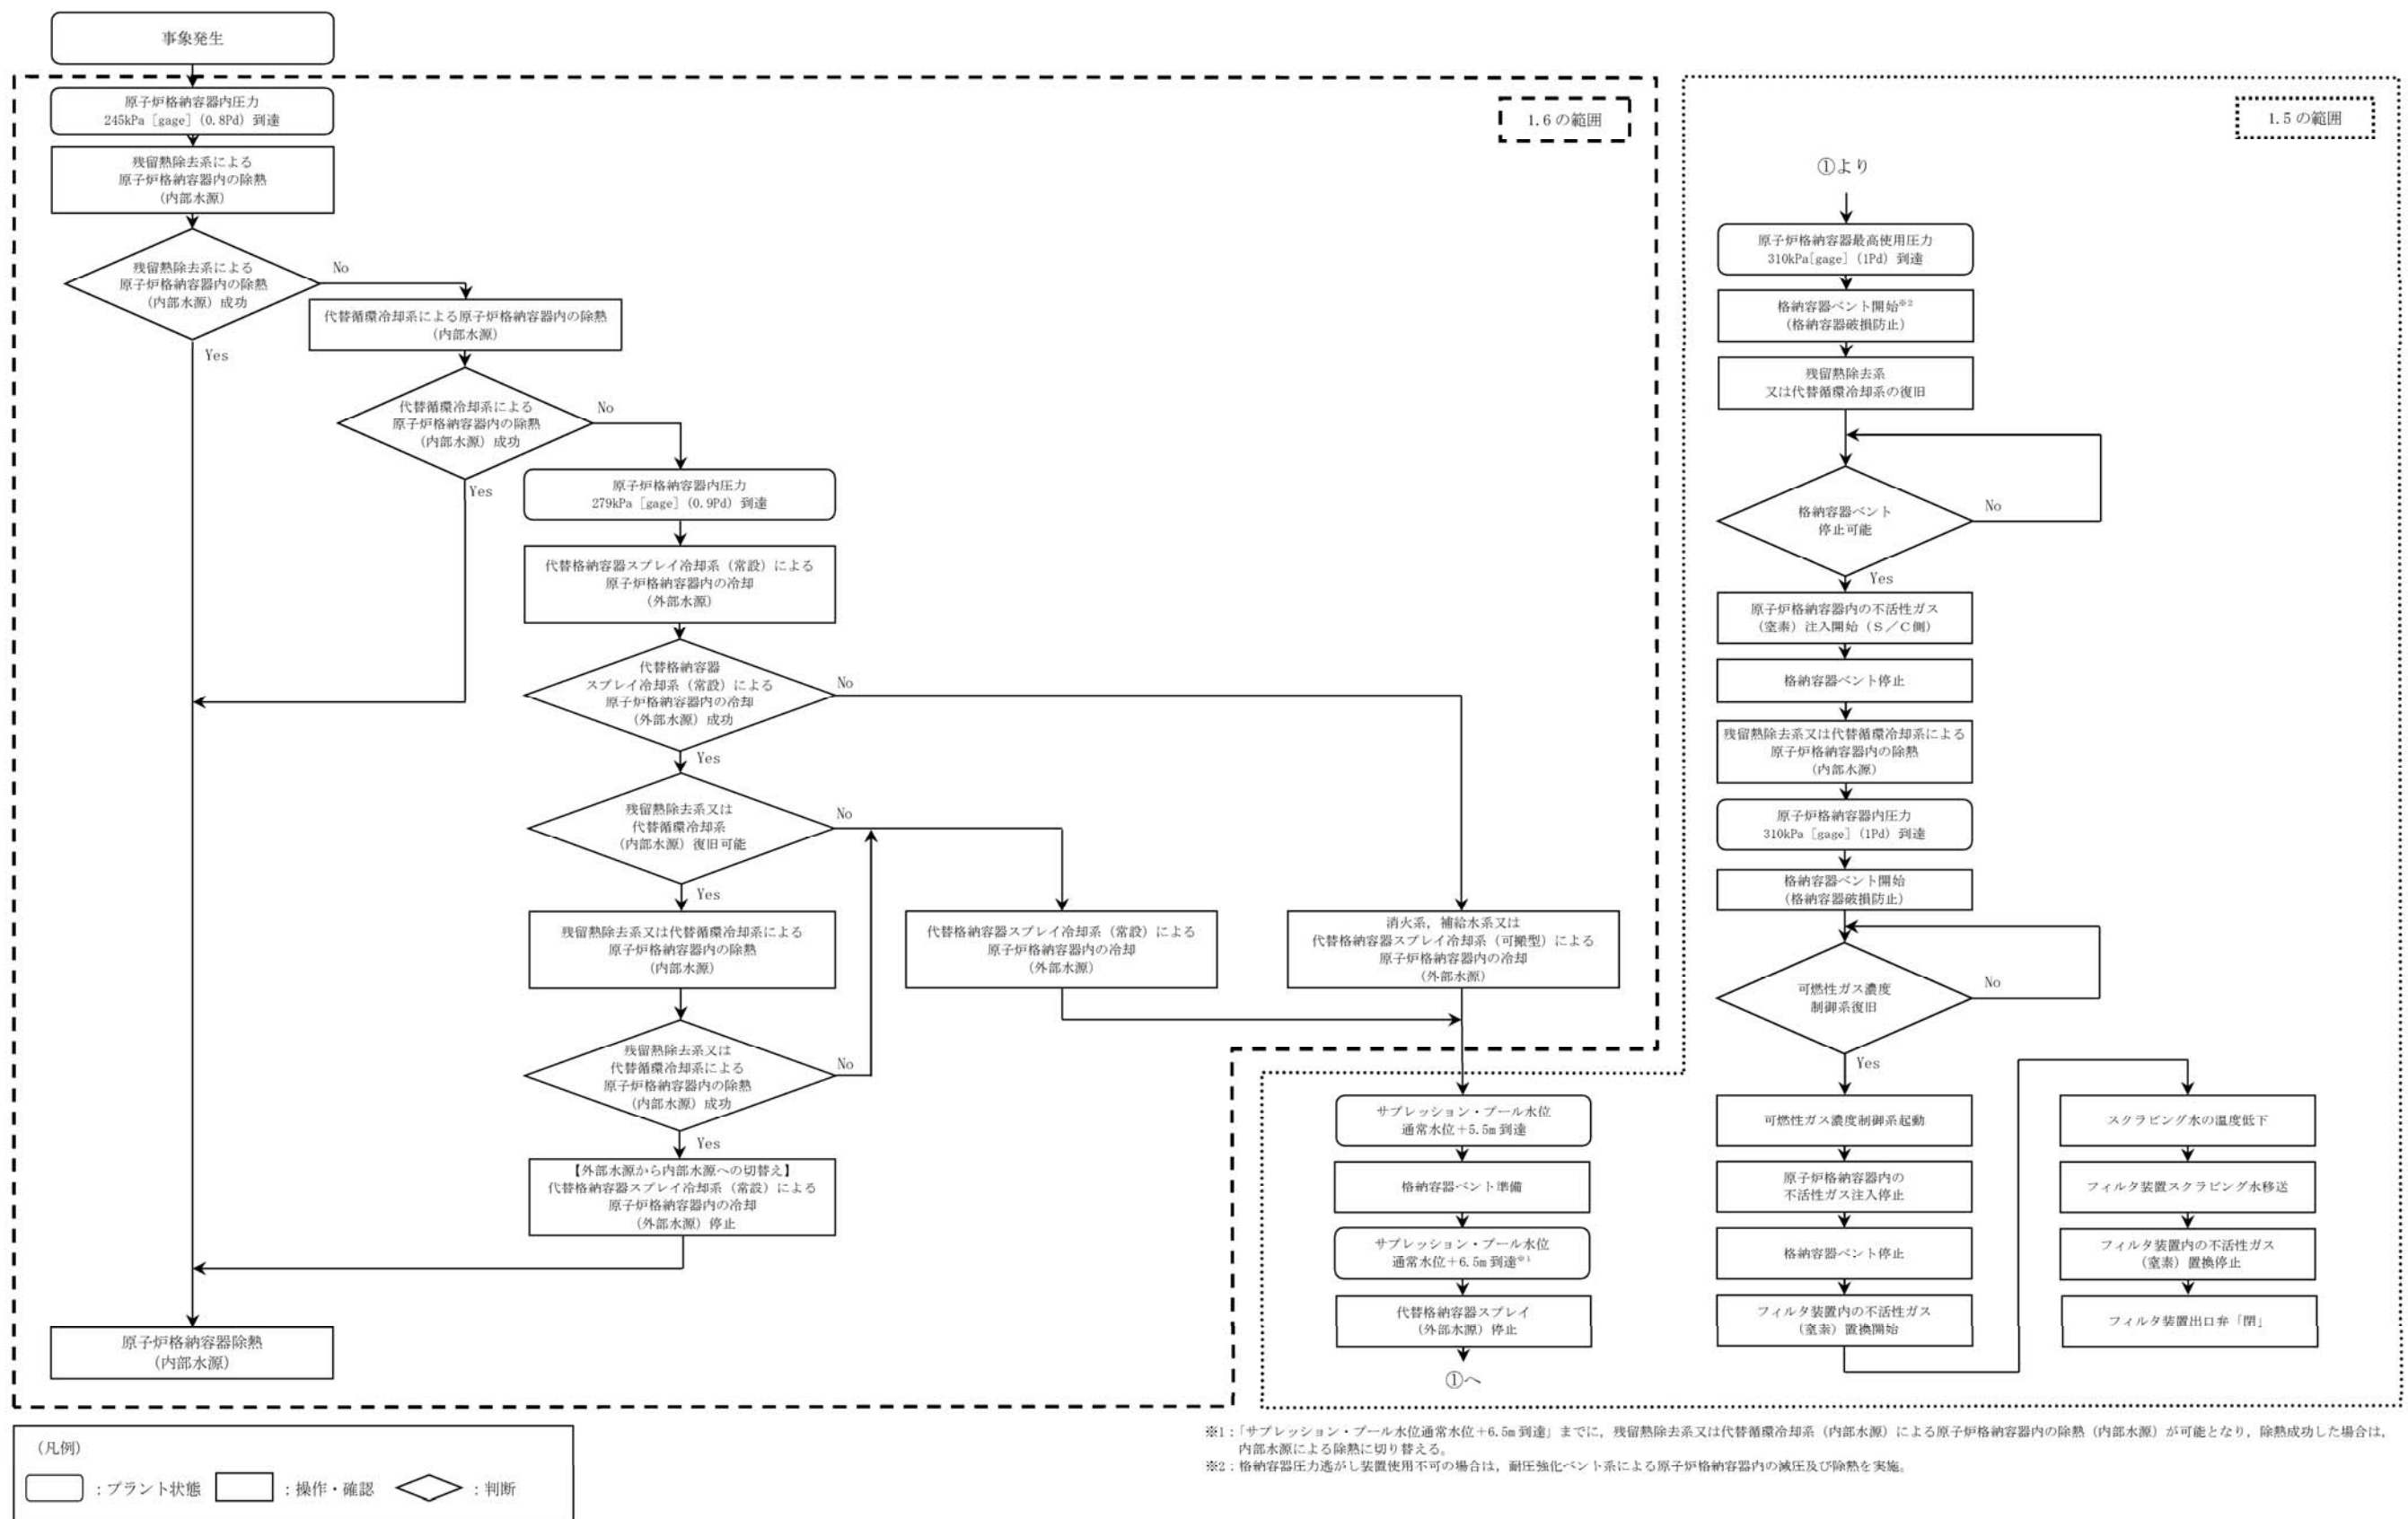 事象発生
原子炉格納容器内圧力
245kPa［gage］(0.8Pd) 到達
残留熱除去系による
原子炉格納容器内の除熱
（内部水源）
残留熱除去系による
原子炉格納容器内の除熱
（内部水源）成功
No
Yes
代替循環冷却系による原子炉格納容器内の除熱
（内部水源）
代替循環冷却系による
原子炉格納容器内の除熱
（内部水源）成功
No
Yes
原子炉格納容器内圧力
279kPa［gage］(0.9Pd) 到達
代替格納容器スプレイ冷却系（常設）による
原子炉格納容器内の冷却
（外部水源）
代替格納容器
スプレイ冷却系（常設）による
原子炉格納容器内の冷却
（外部水源）成功
No
Yes
残留熱除去系又は
代替循環冷却系
（内部水源）復旧可能
No
Yes
残留熱除去系又は代替循環冷却系による
原子炉格納容器内の除熱
（内部水源）
代替格納容器スプレイ冷却系（常設）による
原子炉格納容器内の冷却
（外部水源）
消火系，補給水系又は
代替格納容器スプレイ冷却系（可搬型）による
原子炉格納容器内の冷却
（外部水源）
残留熱除去系又は
代替循環冷却系による
原子炉格納容器内の除熱
（内部水源）成功
No
Yes
【外部水源から内部水源への切替え】
代替格納容器スプレイ冷却系（常設）による
原子炉格納容器内の冷却
（外部水源）停止
原子炉格納容器除熱
（内部水源）
1.6の範囲
サプレッション・プール水位
通常水位＋5.5m到達
格納容器ベント準備
サプレッション・プール水位
通常水位＋6.5m到達※1
代替格納容器スプレイ
（外部水源）停止
①へ
1.5の範囲
①より
原子炉格納容器最高使用圧力
310kPa[gage] (1Pd) 到達
格納容器ベント開始※2
（格納容器破損防止）
残留熱除去系
又は代替循環冷却系の復旧
格納容器ベント
停止可能
No
Yes
原子炉格納容器内の不活性ガス
（窒素）注入開始（Ｓ／Ｃ側）
格納容器ベント停止
残留熱除去系又は代替循環冷却系による
原子炉格納容器内の除熱
（内部水源）
原子炉格納容器内圧力
310kPa［gage］(1Pd) 到達
格納容器ベント開始
（格納容器破損防止）
可燃性ガス濃度
制御系復旧
No
Yes
可燃性ガス濃度制御系起動
原子炉格納容器内の
不活性ガス注入停止
格納容器ベント停止
フィルタ装置内の不活性ガス
（窒素）置換開始
スクラビング水の温度低下
フィルタ装置スクラビング水移送
フィルタ装置内の不活性ガス
（窒素）置換停止
フィルタ装置出口弁「閉」
※1：「サプレッション・プール水位通常水位＋6.5m到達」までに，残留熱除去系又は代替循環冷却系（内部水源）による原子炉格納容器内の除熱（内部水源）が可能となり，除熱成功した場合は，
内部水源による除熱に切り替える。
※2：格納容器圧力逃がし装置使用不可の場合は，耐圧強化ベント系による原子炉格納容器内の減圧及び除熱を実施。
（凡例）
：プラント状態
：操作・確認
：判断